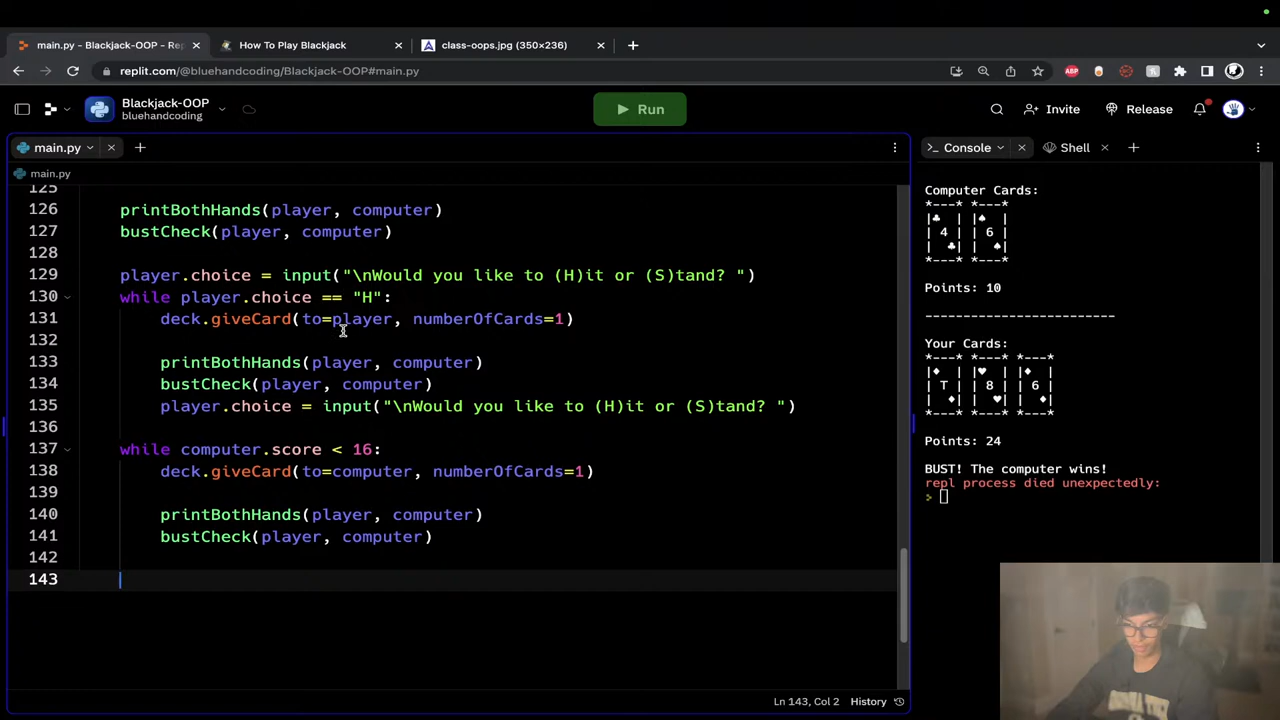 main.py - Blackjack-OOP - Rep
How To Play Blackjack
class-oops.jpg (350×236)
replit.com/@bluehandcoding/Blackjack-OOP#main.py
ABP
Blackjack-OOP
bluehandcoding
Run
Invite
Release
main.py
Console
Shell
main.py
125
126 printBothHands(player, computer)
127 bustCheck(player, computer)
128
129 player.choice = input("\nWould you like to (H)it or (S)tand? ")
130 while player.choice == "H":
131 deck.giveCard(to=player, numberOfCards=1)
132
133 printBothHands(player, computer)
134 bustCheck(player, computer)
135 player.choice = input("\nWould you like to (H)it or (S)tand? ")
136
137 while computer.score < 16:
138 deck.giveCard(to=computer, numberOfCards=1)
139
140 printBothHands(player, computer)
141 bustCheck(player, computer)
142
143
Computer Cards:
*---* *---*
|♣  | |♠  |
| 4 | | 6 |
|  ♣| |  ♠|
*---* *---*
Points: 10
-------------------------
Your Cards:
*---* *---* *---*
|♦  | |♥  | |♦  |
| T | | 8 | | 6 |
|  ♦| |  ♥| |  ♦|
*---* *---* *---*
Points: 24
BUST! The computer wins!
repl process died unexpectedly:
>
Ln 143, Col 2
History